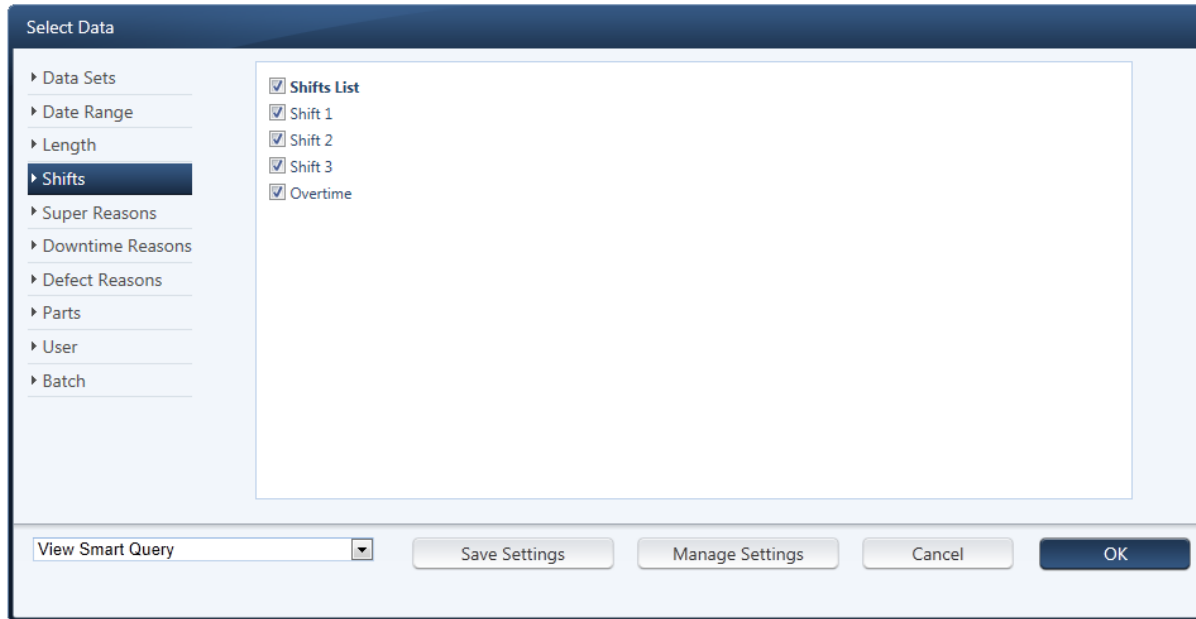 Select Data
Data Sets
Date Range
Length
Shifts
Super Reasons
Downtime Reasons
Defect Reasons
Parts
User
Batch
Shifts List
Shift 1
Shift 2
Shift 3
Overtime
View Smart Query
Save Settings
Manage Settings
Cancel
OK